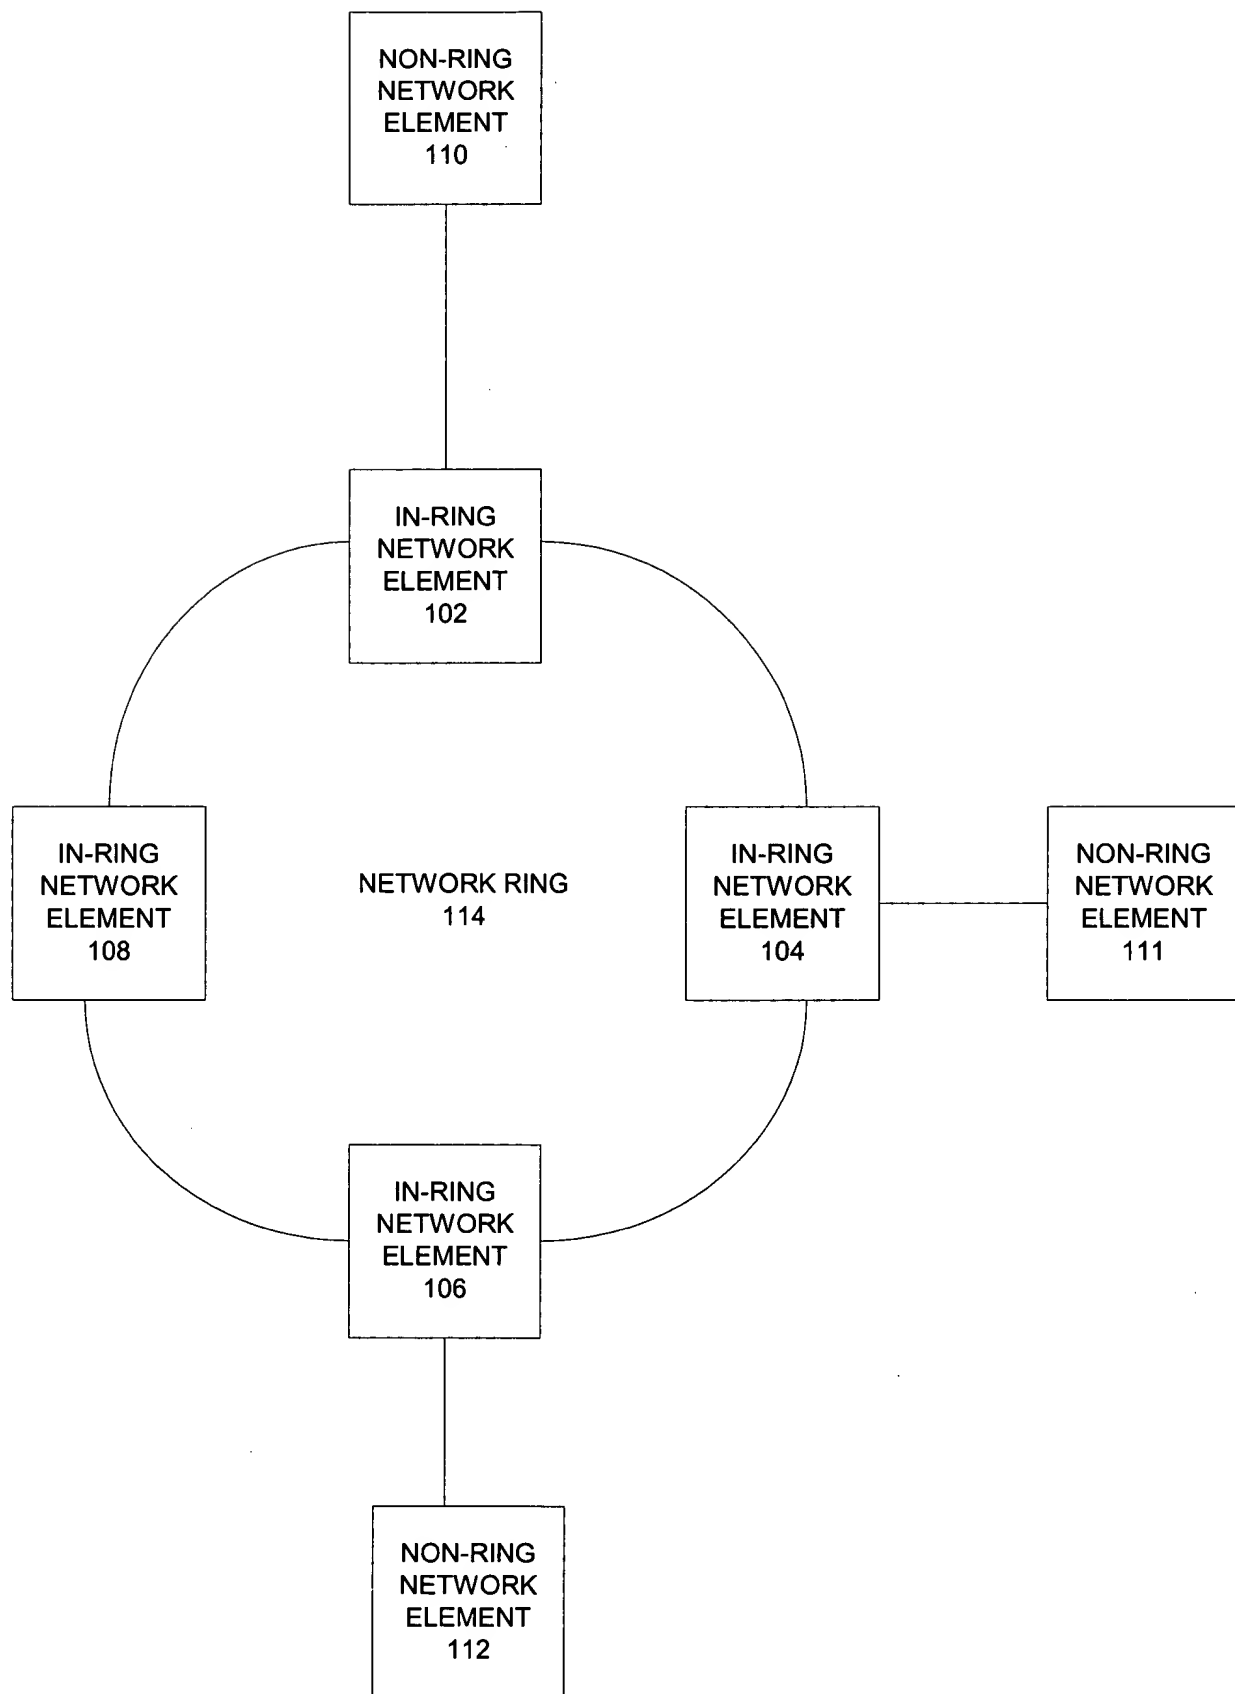 NON-RING
NETWORK
ELEMENT
110
IN-RING
NETWORK
ELEMENT
102
IN-RING
NETWORK
ELEMENT
108
NETWORK RING
114
IN-RING
NETWORK
ELEMENT
104
NON-RING
NETWORK
ELEMENT
111
IN-RING
NETWORK
ELEMENT
106
NON-RING
NETWORK
ELEMENT
112